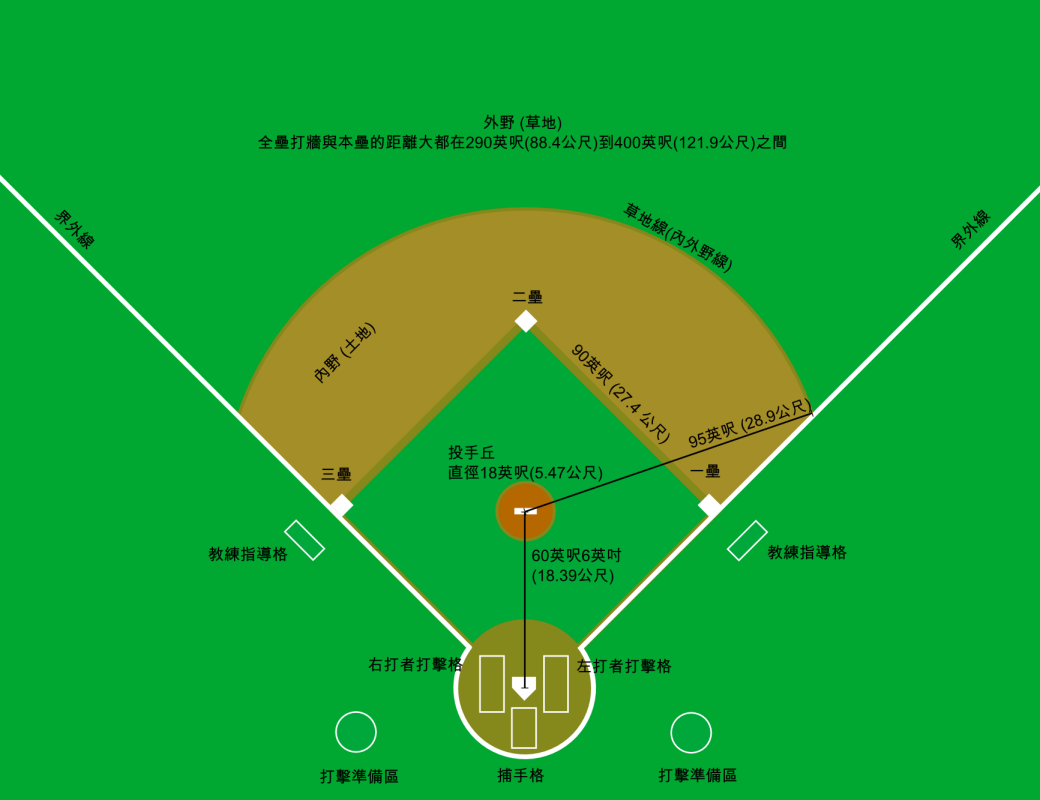 外野 (草地)
全壘打牆與本壘的距離大都在290英呎(88.4公尺)到400英呎(121.9公尺)之間
界外線
草地線(內外野線)
界外線
二壘
內野 (土地)
90英呎 (27.4 公尺)
95英呎 (28.9公尺)
投手丘
直徑18英呎(5.47公尺)
三壘
一壘
教練指導格
教練指導格
60英呎6英吋
(18.39公尺)
右打者打擊格
左打者打擊格
打擊準備區
捕手格
打擊準備區